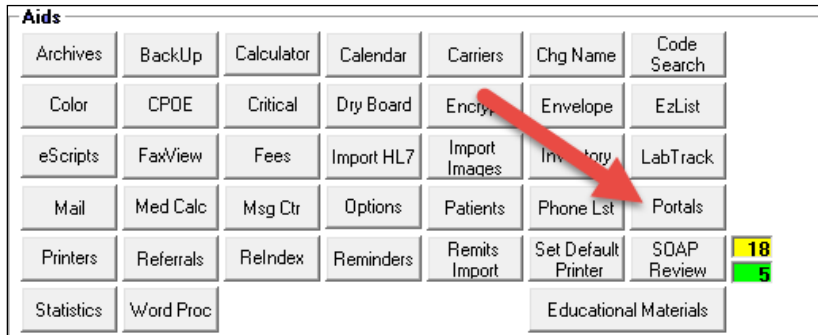 Aids
Archives BackUp Calculator Calendar Carriers Chg Name Code Search
Color CPOE Critical Dry Board Envelope EzList
eScripts FaxView Fees Import HL7 Import Images LabTrack
Mail Med Calc Msg Ctr Options Patients Phone Lst Portals
Printers Referrals ReIndex Reminders Remits Import Set Default Printer SOAP Review 18
5
Statistics Word Proc Educational Materials